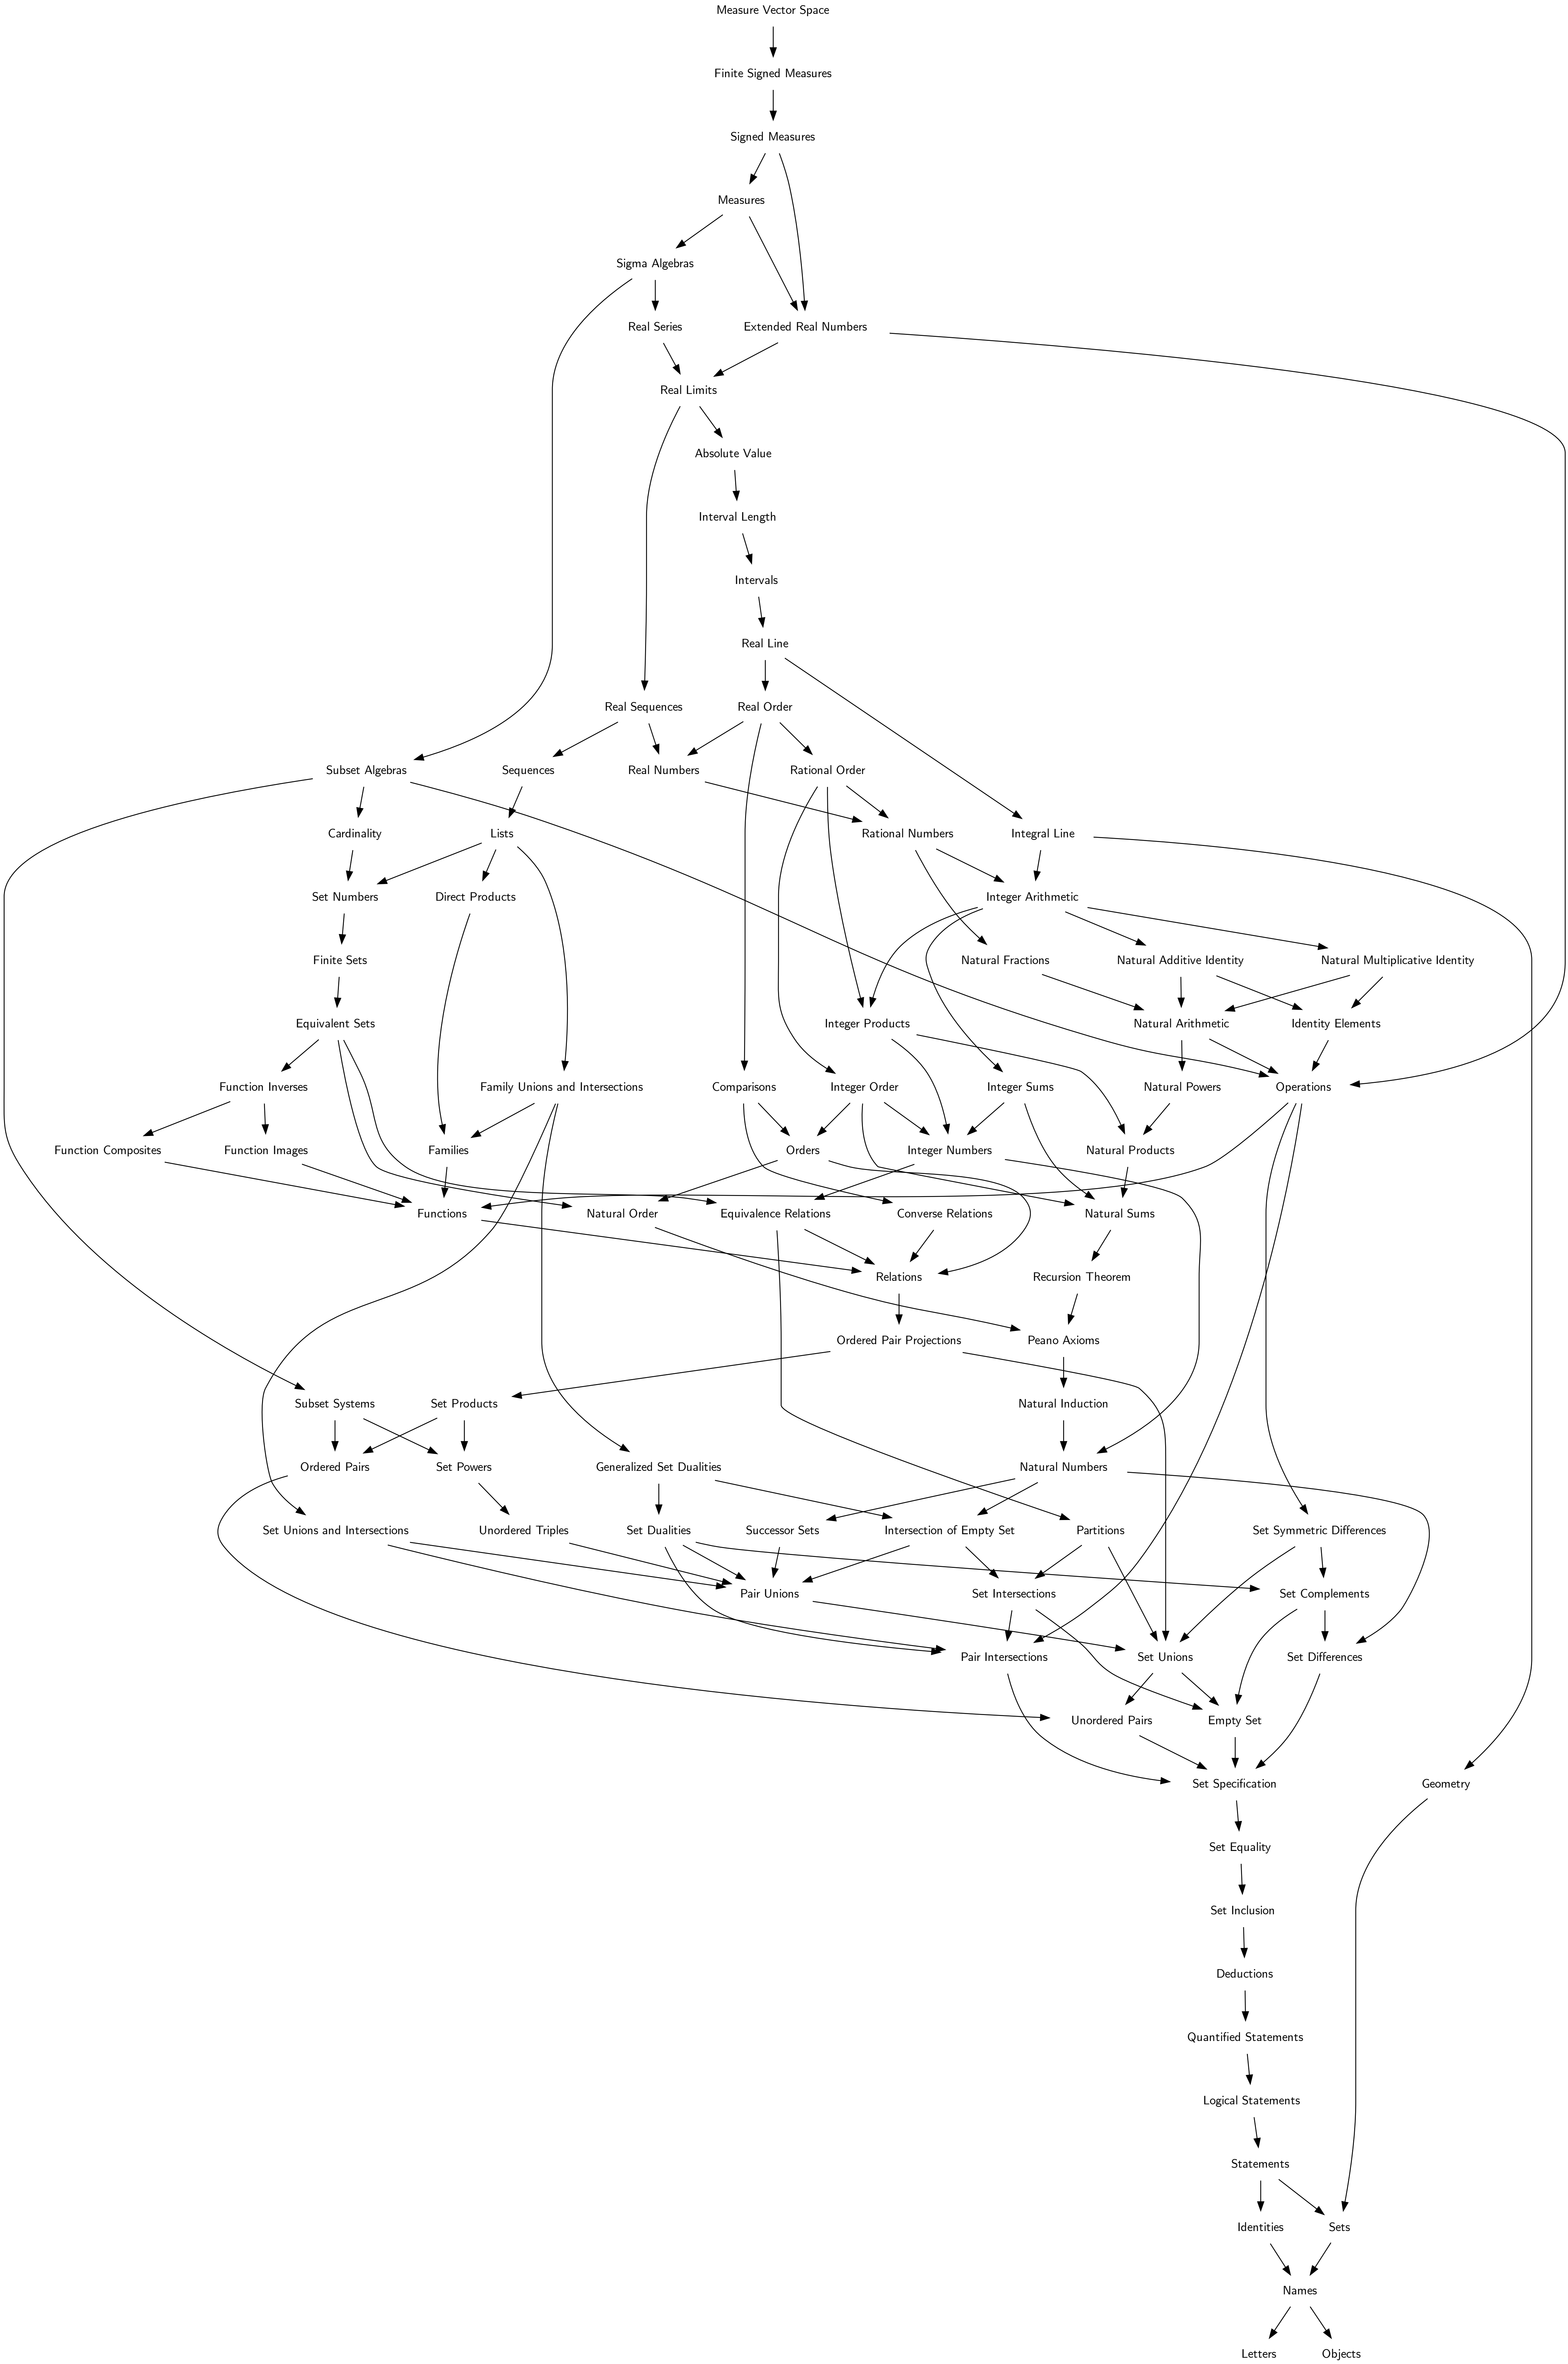 Measure Vector Space
Finite Signed Measures
Signed Measures
Measures
Sigma Algebras
Real Series
Extended Real Numbers
Real Limits
Absolute Value
Interval Length
Intervals
Real Line
Real Sequences
Real Order
Subset Algebras
Sequences
Real Numbers
Rational Order
Cardinality
Lists
Rational Numbers
Integral Line
Set Numbers
Direct Products
Integer Arithmetic
Finite Sets
Natural Fractions
Natural Additive Identity
Natural Multiplicative Identity
Equivalent Sets
Integer Products
Natural Arithmetic
Identity Elements
Function Inverses
Family Unions and Intersections
Comparisons
Integer Order
Integer Sums
Natural Powers
Operations
Function Composites
Function Images
Families
Orders
Integer Numbers
Natural Products
Functions
Natural Order
Equivalence Relations
Converse Relations
Natural Sums
Relations
Recursion Theorem
Ordered Pair Projections
Peano Axioms
Subset Systems
Set Products
Natural Induction
Ordered Pairs
Set Powers
Generalized Set Dualities
Natural Numbers
Set Unions and Intersections
Unordered Triples
Set Dualities
Successor Sets
Intersection of Empty Set
Partitions
Set Symmetric Differences
Pair Unions
Set Intersections
Set Complements
Pair Intersections
Set Unions
Set Differences
Unordered Pairs
Empty Set
Set Specification
Geometry
Set Equality
Set Inclusion
Deductions
Quantified Statements
Logical Statements
Statements
Identities
Sets
Names
Letters
Objects